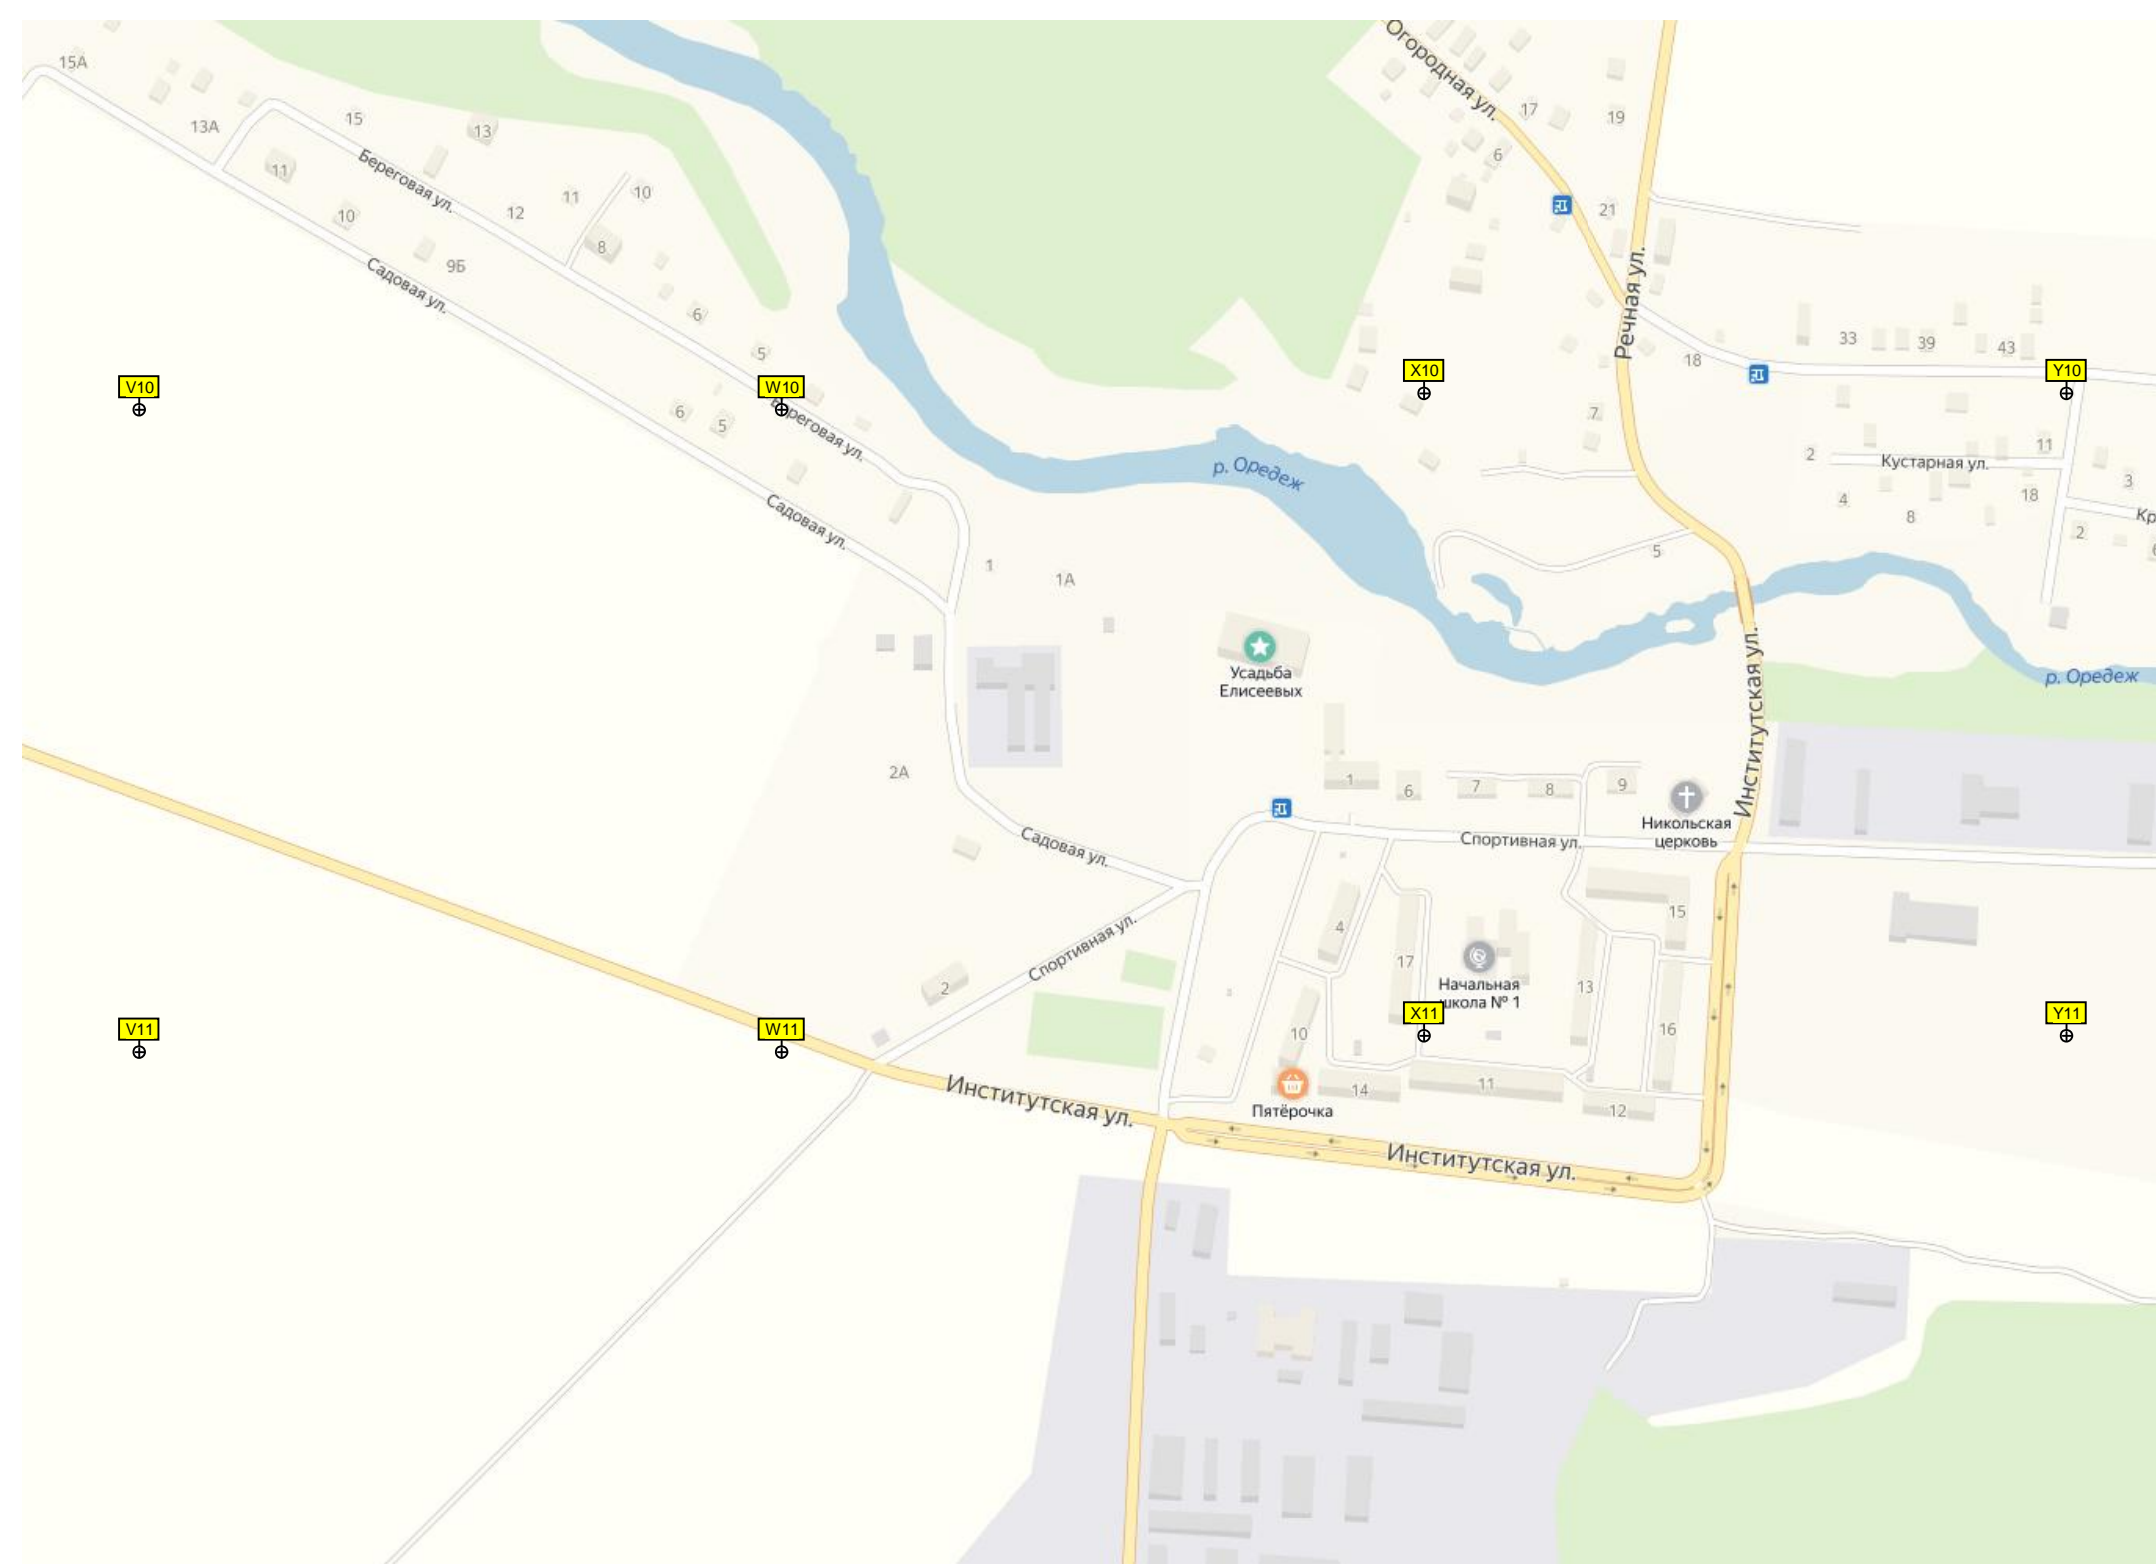 Огородная ул.
15А
13А
15
13
17
19
6
11
Береговая ул.
10
12
11
10
21
8
9Б
Садовая ул.
6
5
Речная ул.
18
33
39
43
V10
W10
X10
Y10
6
5
Береговая ул.
7
2
Кустарная ул.
11
3
18
4
8
2
Кр
р. Оредеж
Садовая ул.
1
1А
5
Усадьба
Елисеевых
р. Оредеж
Институтская ул.
2А
1
6
7
8
9
Никольская
церковь
Садовая ул.
Спортивная ул.
4
15
17
Спортивная ул.
2
Начальная
школа № 1
13
V11
W11
X11
Y11
10
16
Институтская ул.
14
11
12
Пятёрочка
Институтская ул.